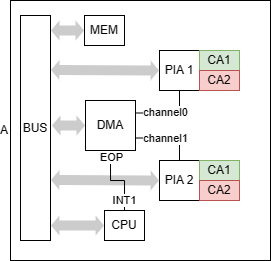 MEM
CA1
PIA 1
CA2
channel0
A
BUS
DMA
channel1
EOP
CA1
PIA 2
CA2
INT1
CPU